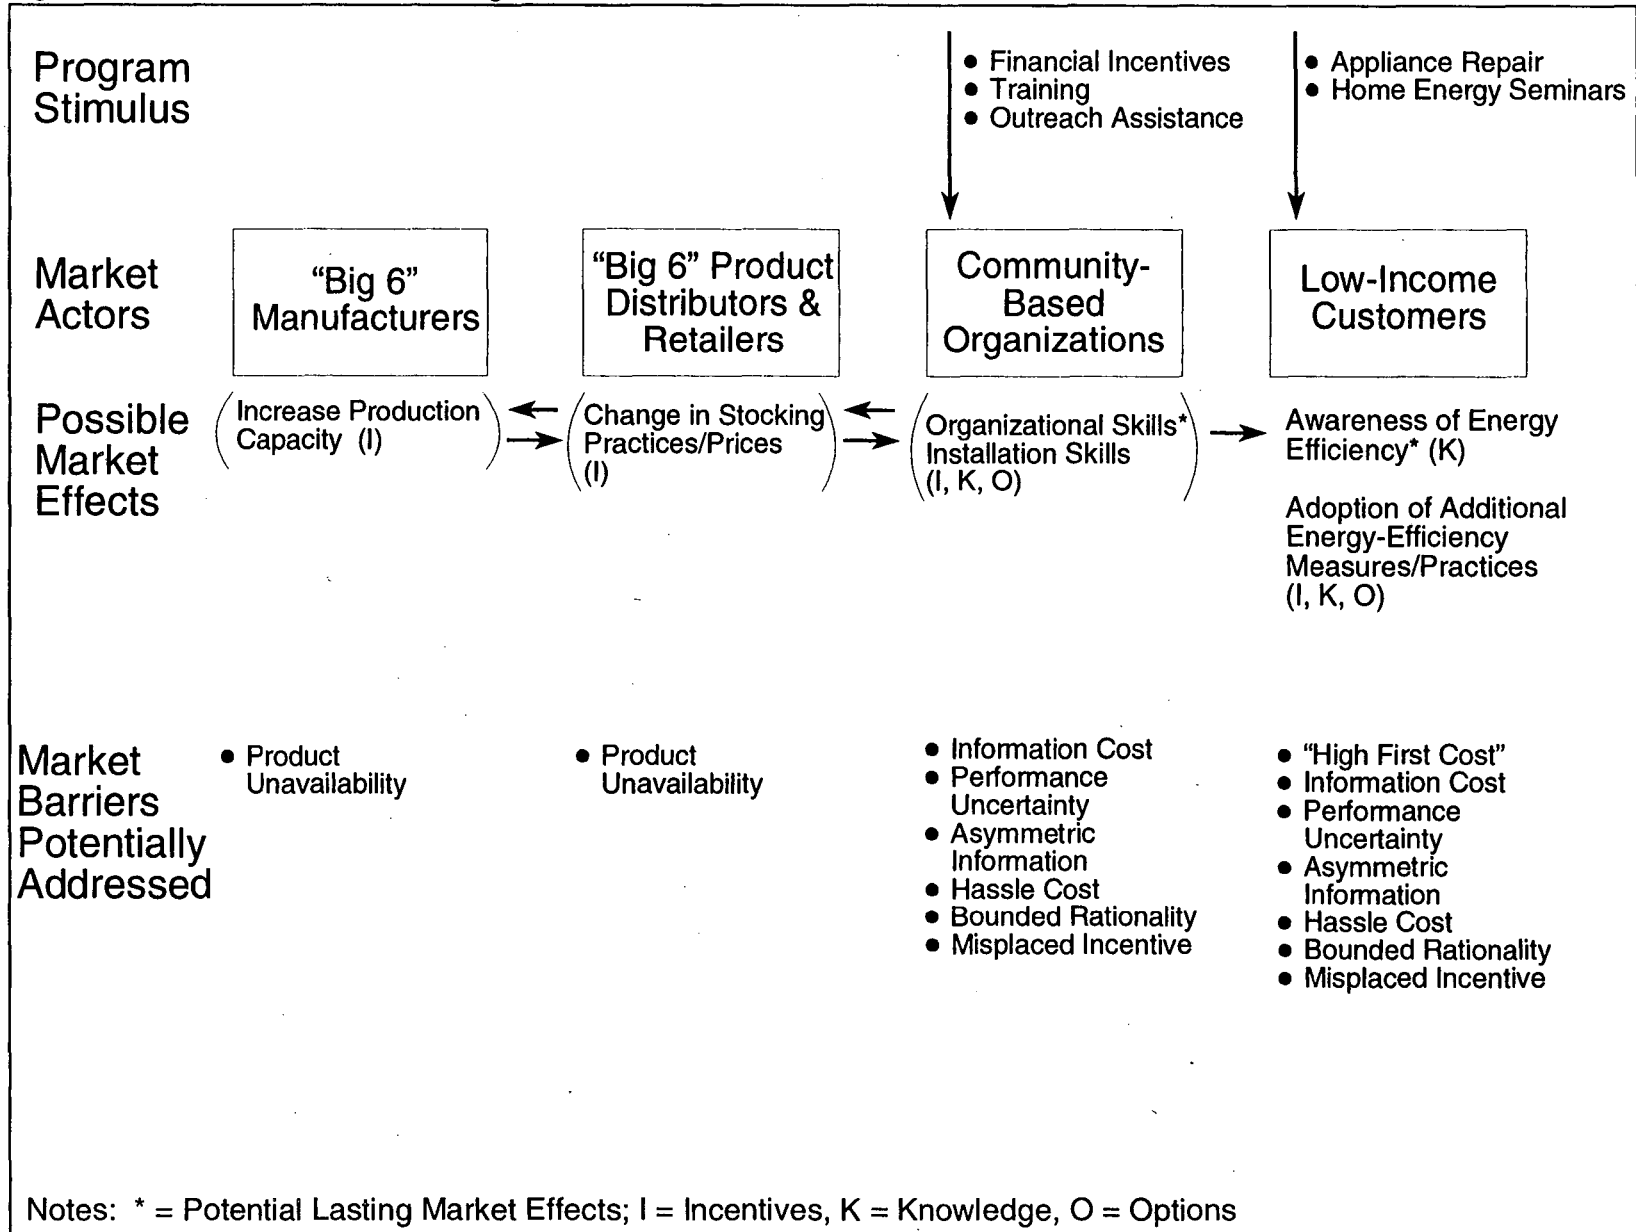 Program
Stimulus
• Financial Incentives
• Training
• Outreach Assistance
• Appliance Repair
• Home Energy Seminars
Market
Actors
“Big 6”
Manufacturers
“Big 6” Product
Distributors &
Retailers
Community-
Based
Organizations
Low-Income
Customers
Possible
Market
Effects
(Increase Production
Capacity (I))
(Change in Stocking
Practices/Prices
(I))
(Organizational Skills*
Installation Skills
(I, K, O))
Awareness of Energy
Efficiency* (K)
Adoption of Additional
Energy-Efficiency
Measures/Practices
(I, K, O)
Market
Barriers
Potentially
Addressed
• Product
Unavailability
• Product
Unavailability
• Information Cost
• Performance
Uncertainty
• Asymmetric
Information
• Hassle Cost
• Bounded Rationality
• Misplaced Incentive
• “High First Cost”
• Information Cost
• Performance
Uncertainty
• Asymmetric
Information
• Hassle Cost
• Bounded Rationality
• Misplaced Incentive
Notes: * = Potential Lasting Market Effects; I = Incentives, K = Knowledge, O = Options